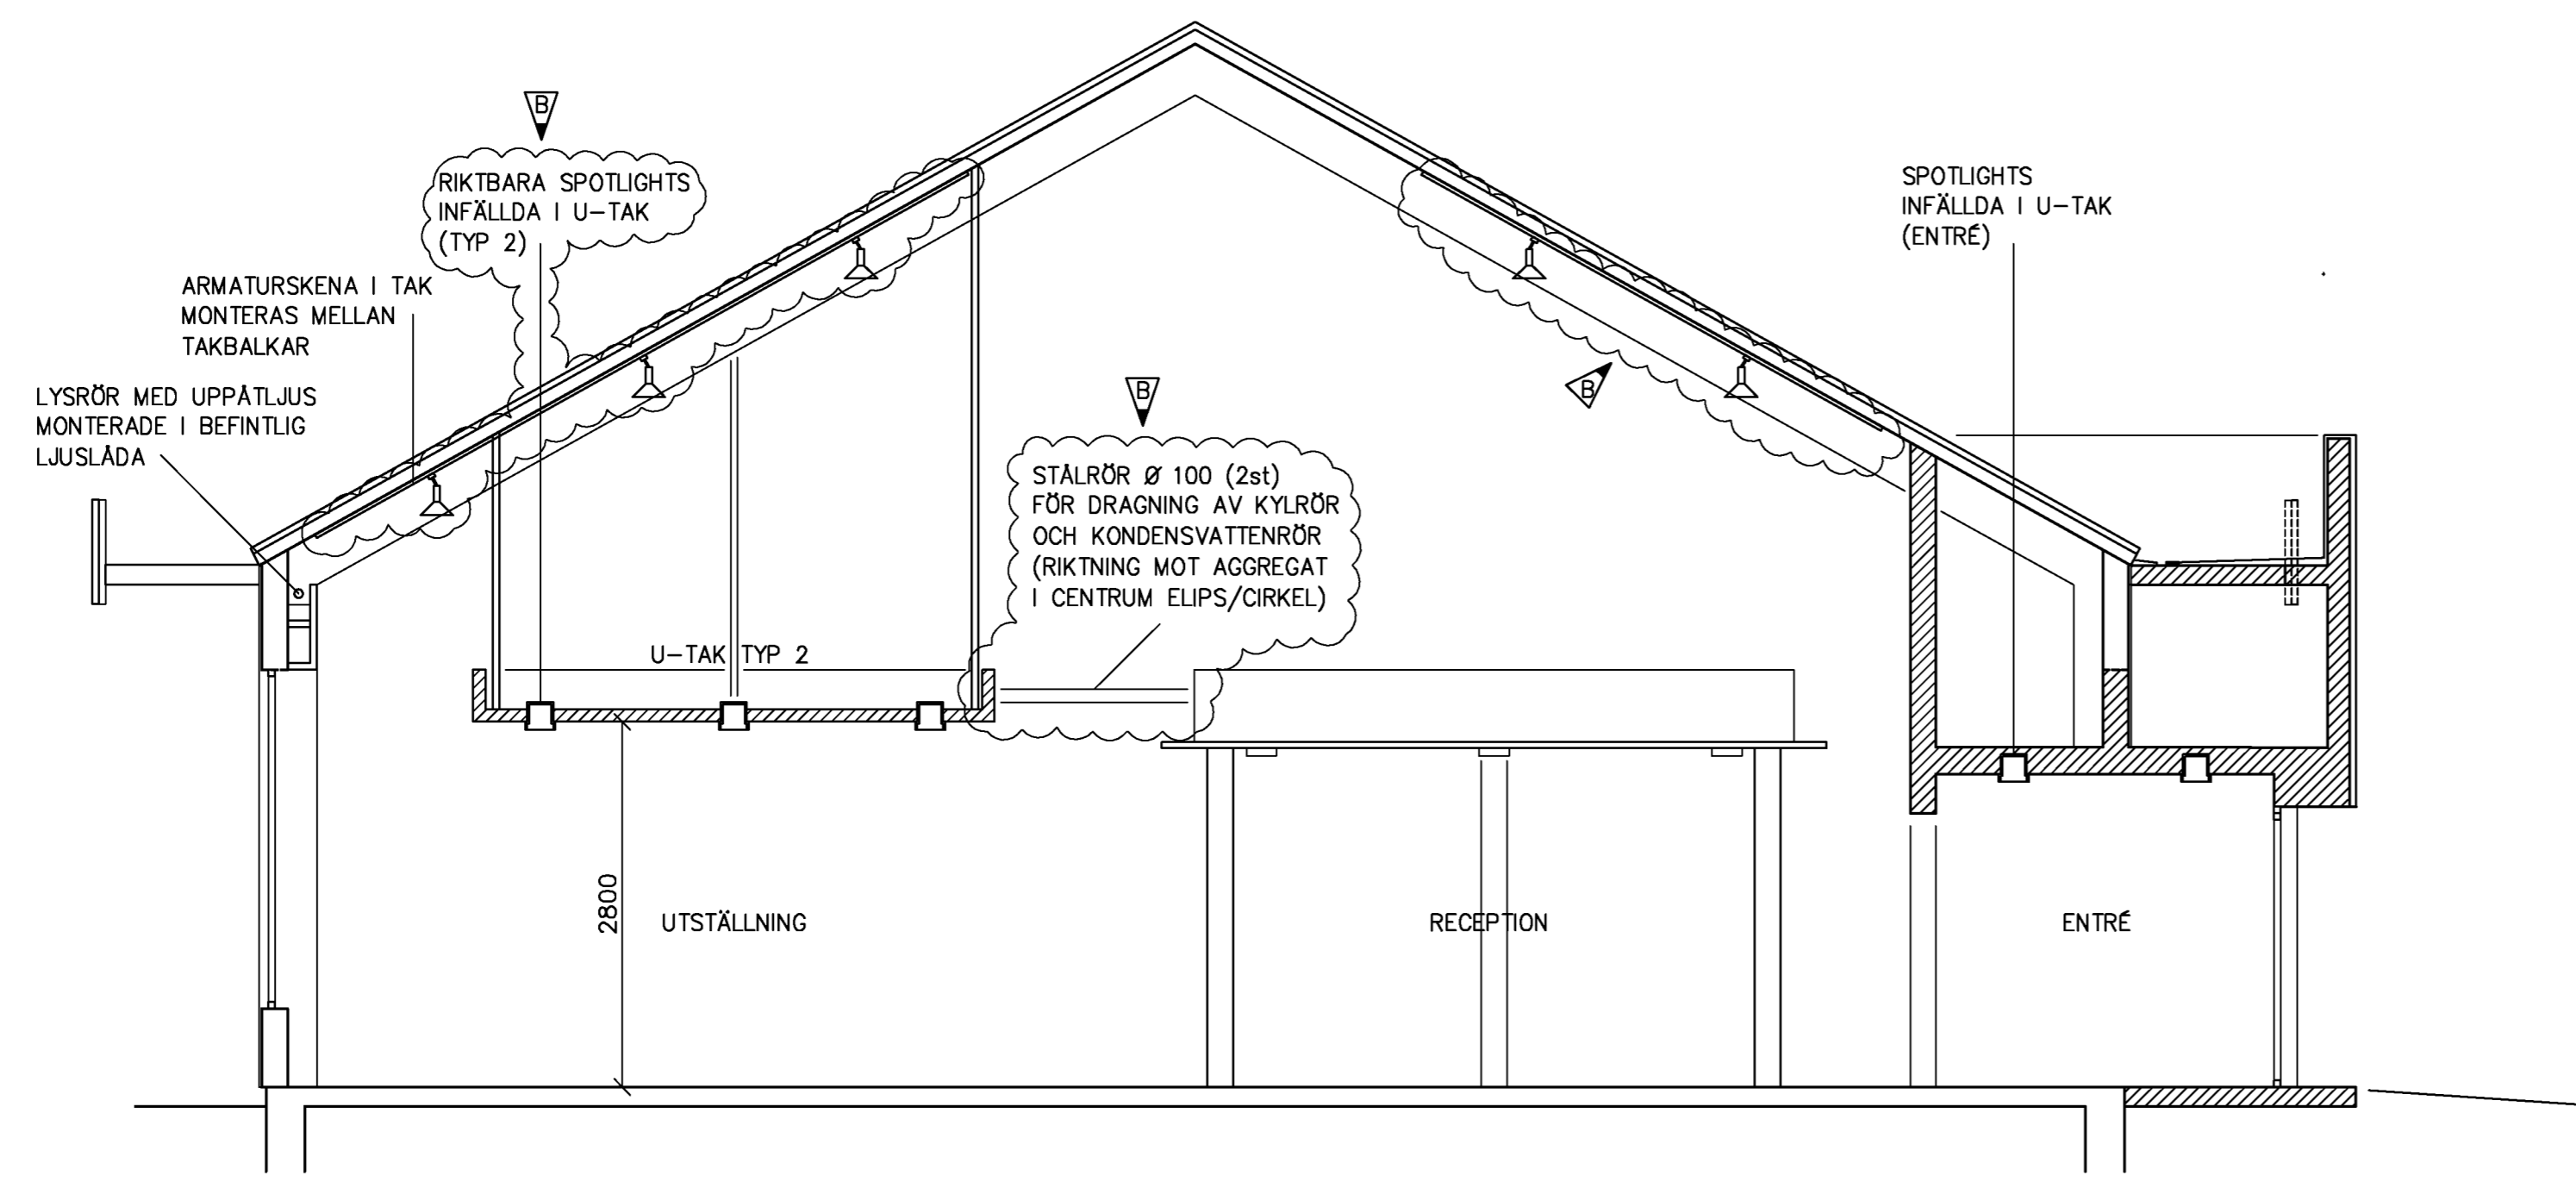 B
RIKTBARA SPOTLIGHTS
INFÄLLDA I U-TAK
(TYP 2)
SPOTLIGHTS
INFÄLLDA I U-TAK
(ENTRÉ)
ARMATURSKENA I TAK
MONTERAS MELLAN
TAKBALKAR
LYSRÖR MED UPPÅTLJUS
MONTERADE I BEFINTLIG
LJUSLÅDA
B
B
STÅLRÖR Ø 100 (2st)
FÖR DRAGNING AV KYLRÖR
OCH KONDENSVATTENRÖR
(RIKTNING MOT AGGREGAT
I CENTRUM ELIPS/CIRKEL)
U-TAK TYP 2
2800
UTSTÄLLNING
RECEPTION
ENTRÉ